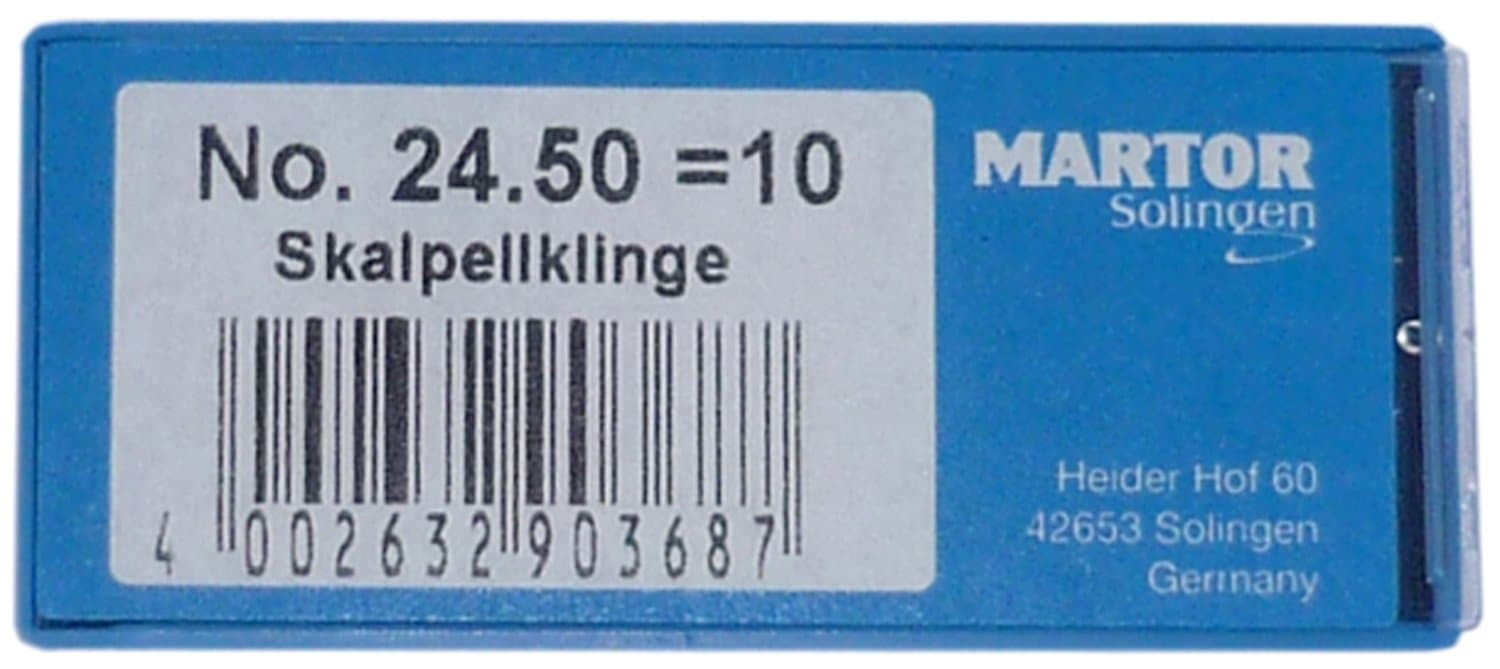 No. 24.50 =10
Skalpellklinge
4 002632 903687
MARTOR
Solingen
Heider Hof 60
42653 Solingen
Germany